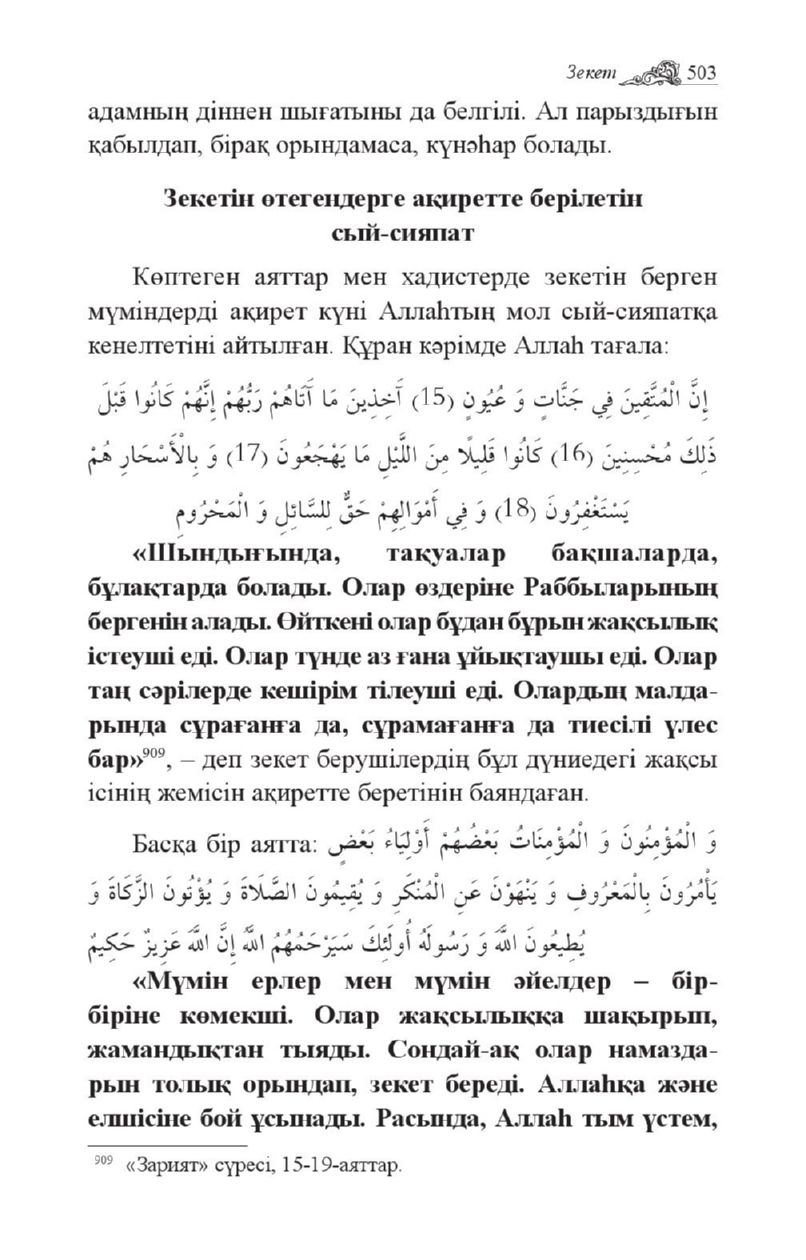 Зекет 503
адамның діннен шығатыны да белгілі. Ал парыздығын
қабылдап, бірақ орындамаса, күнәһар болады.
Зекетін өтегендерге ақиретте берілетін
сый-сияпат
Көптеген аяттар мен хадистерде зекетін берген
мүміндерді ақирет күні Аллаһтың мол сый-сияпатқа
кенелтетіні айтылған. Құран кәрімде Аллаһ тағала:
إِنَّ الْمُتَّقِينَ فِي جَنَّاتٍ وَ عُيُونٍ (15) آخِذِينَ مَا آتَاهُمْ رَبُّهُمْ إِنَّهُمْ كَانُوا قَبْلَ
ذَلِكَ مُحْسِنِينَ (16) كَانُوا قَلِيلًا مِنَ اللَّيْلِ مَا يَهْجَعُونَ (17) وَ بِالْأَسْحَارِ هُمْ
يَسْتَغْفِرُونَ (18) وَ فِي أَمْوَالِهِمْ حَقٌّ لِلسَّائِلِ وَ الْمَحْرُومِ
«Шындығында, тақуалар бақшаларда,
бұлақтарда болады. Олар өздеріне Раббыларының
бергенін алады. Өйткені олар бұдан бұрын жақсылық
істеуші еді. Олар түнде аз ғана ұйықтаушы еді. Олар
таң сәрілерде кешірім тілеуші еді. Олардың малда-
рында сұрағанға да, сұрамағанға да тиесілі үлес
бар»909, – деп зекет берушілердің бұл дүниедегі жақсы
ісінің жемісін ақиретте беретінін баяндаған.
Басқа бір аятта: وَ الْمُؤْمِنُونَ وَ الْمُؤْمِنَاتُ بَعْضُهُمْ أَوْلِيَاءُ بَعْضٍ
يَأْمُرُونَ بِالْمَعْرُوفِ وَ يَنْهَوْنَ عَنِ الْمُنْكَرِ وَ يُقِيمُونَ الصَّلَاةَ وَ يُؤْتُونَ الزَّكَاةَ وَ
يُطِيعُونَ اللهَ وَ رَسُولَهُ أُولَئِكَ سَيَرْحَمُهُمُ اللهُ إِنَّ اللهَ عَزِيزٌ حَكِيمٌ
«Мүмін ерлер мен мүмін әйелдер – бір-
біріне көмекші. Олар жақсылыққа шақырып,
жамандықтан тыяды. Сондай-ақ олар намазда-
рын толық орындап, зекет береді. Аллаһқа және
елшісіне бой ұсынады. Расында, Аллаһ тым үстем,
909 «Зарият» сүресі, 15-19-аяттар.